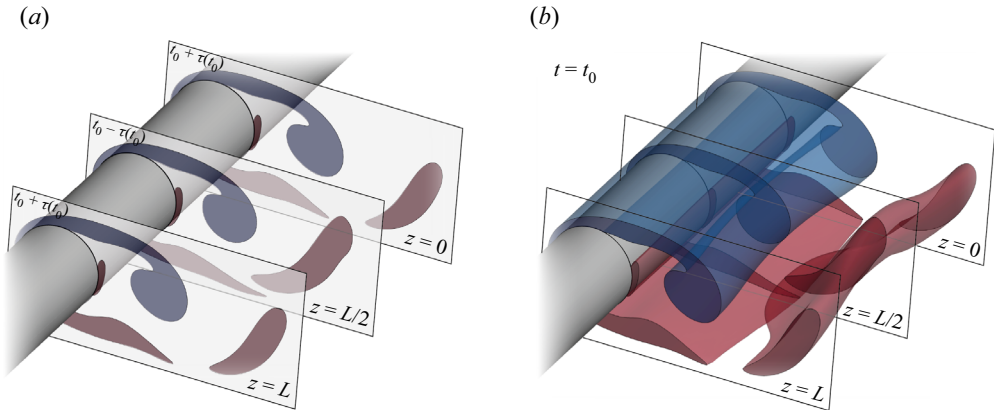 (a)
t₀ + τ(t₀)
t₀ − τ(t₀)
t₀ + τ(t₀)
z = 0
z = L/2
z = L
(b)
t = t₀
z = 0
z = L/2
z = L